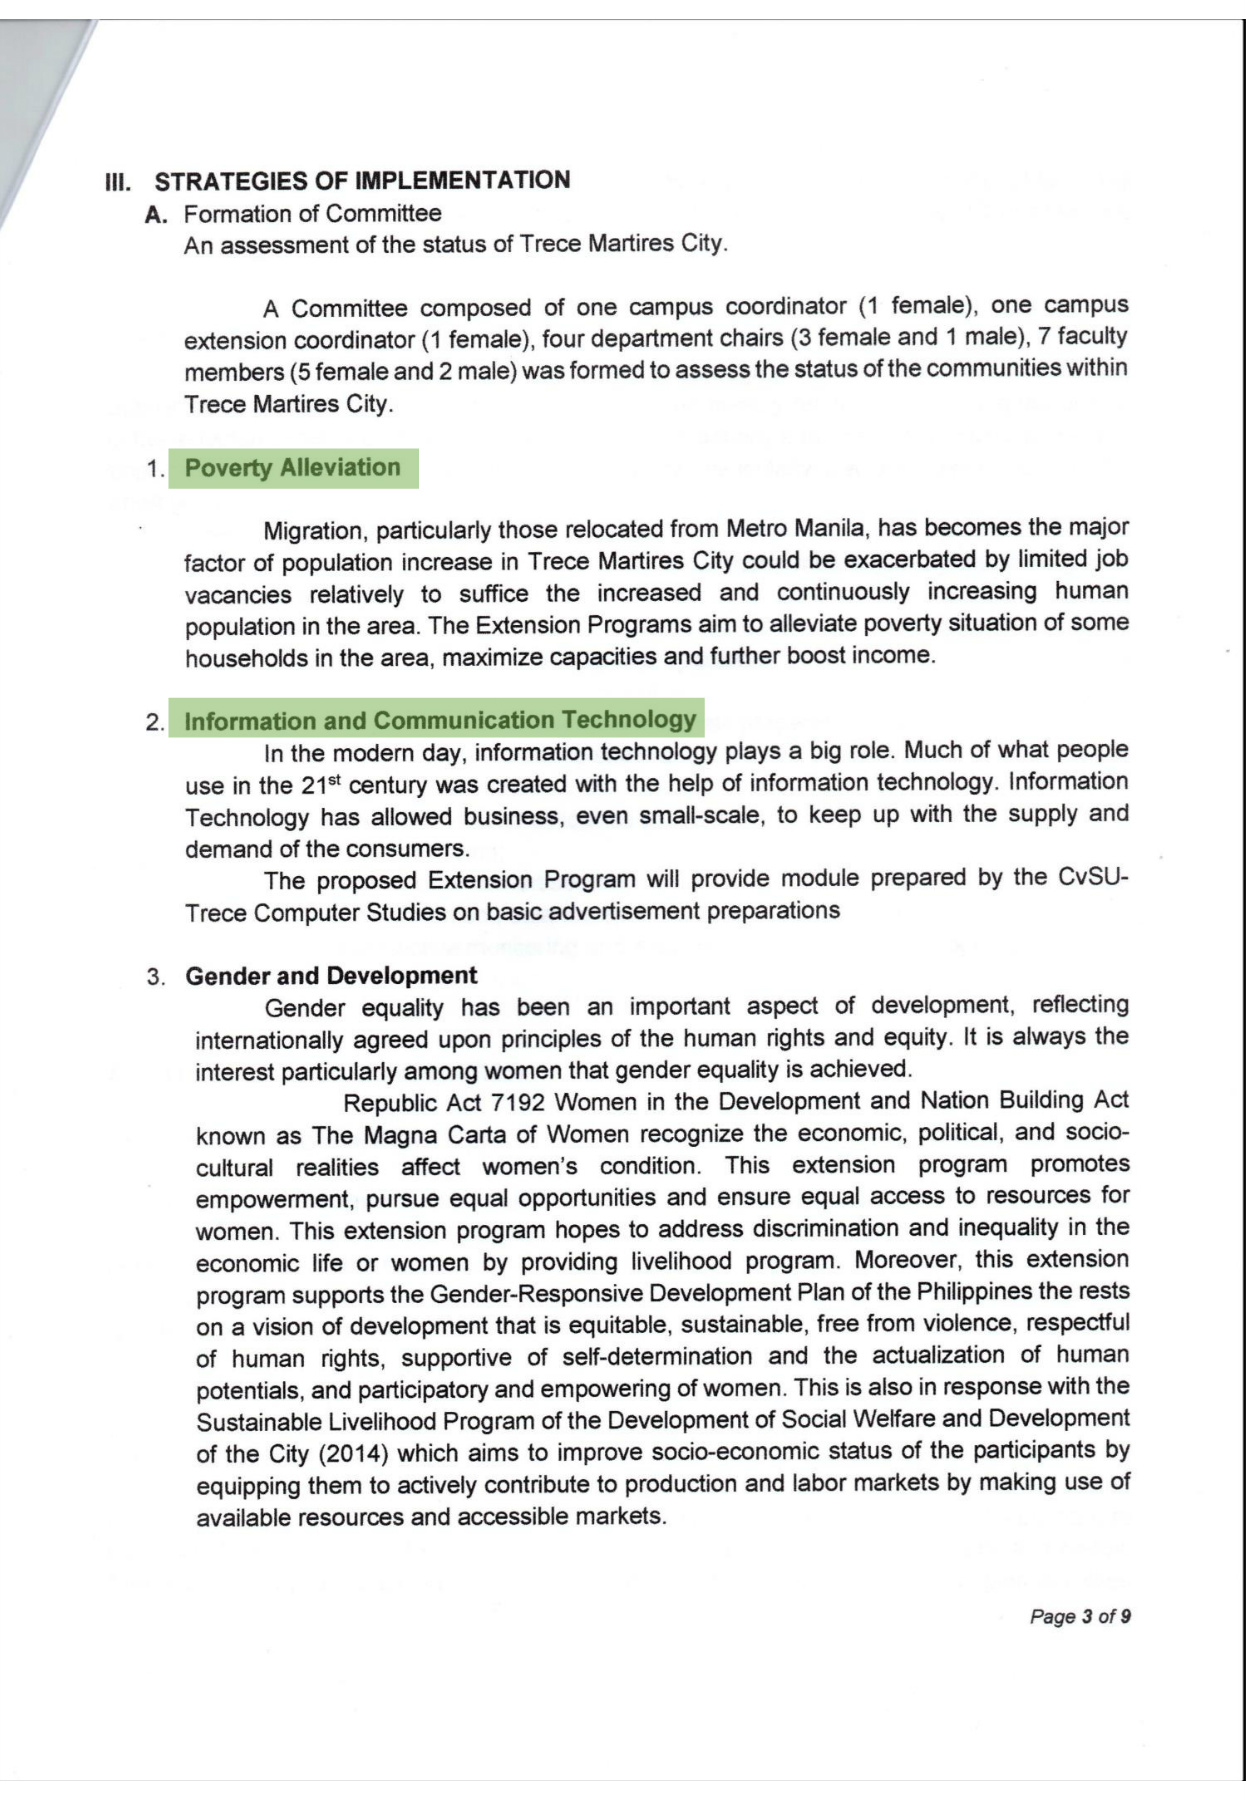 III. STRATEGIES OF IMPLEMENTATION
A. Formation of Committee
An assessment of the status of Trece Martires City.
A Committee composed of one campus coordinator (1 female), one campus
extension coordinator (1 female), four department chairs (3 female and 1 male), 7 faculty
members (5 female and 2 male) was formed to assess the status of the communities within
Trece Martires City.
1. Poverty Alleviation
Migration, particularly those relocated from Metro Manila, has becomes the major
factor of population increase in Trece Martires City could be exacerbated by limited job
vacancies relatively to suffice the increased and continuously increasing human
population in the area. The Extension Programs aim to alleviate poverty situation of some
households in the area, maximize capacities and further boost income.
2. Information and Communication Technology
In the modern day, information technology plays a big role. Much of what people
use in the 21st century was created with the help of information technology. Information
Technology has allowed business, even small-scale, to keep up with the supply and
demand of the consumers.
The proposed Extension Program will provide module prepared by the CvSU-
Trece Computer Studies on basic advertisement preparations
3. Gender and Development
Gender equality has been an important aspect of development, reflecting
internationally agreed upon principles of the human rights and equity. It is always the
interest particularly among women that gender equality is achieved.
Republic Act 7192 Women in the Development and Nation Building Act
known as The Magna Carta of Women recognize the economic, political, and socio-
cultural realities affect women's condition. This extension program promotes
empowerment, pursue equal opportunities and ensure equal access to resources for
women. This extension program hopes to address discrimination and inequality in the
economic life or women by providing livelihood program. Moreover, this extension
program supports the Gender-Responsive Development Plan of the Philippines the rests
on a vision of development that is equitable, sustainable, free from violence, respectful
of human rights, supportive of self-determination and the actualization of human
potentials, and participatory and empowering of women. This is also in response with the
Sustainable Livelihood Program of the Development of Social Welfare and Development
of the City (2014) which aims to improve socio-economic status of the participants by
equipping them to actively contribute to production and labor markets by making use of
available resources and accessible markets.
Page 3 of 9